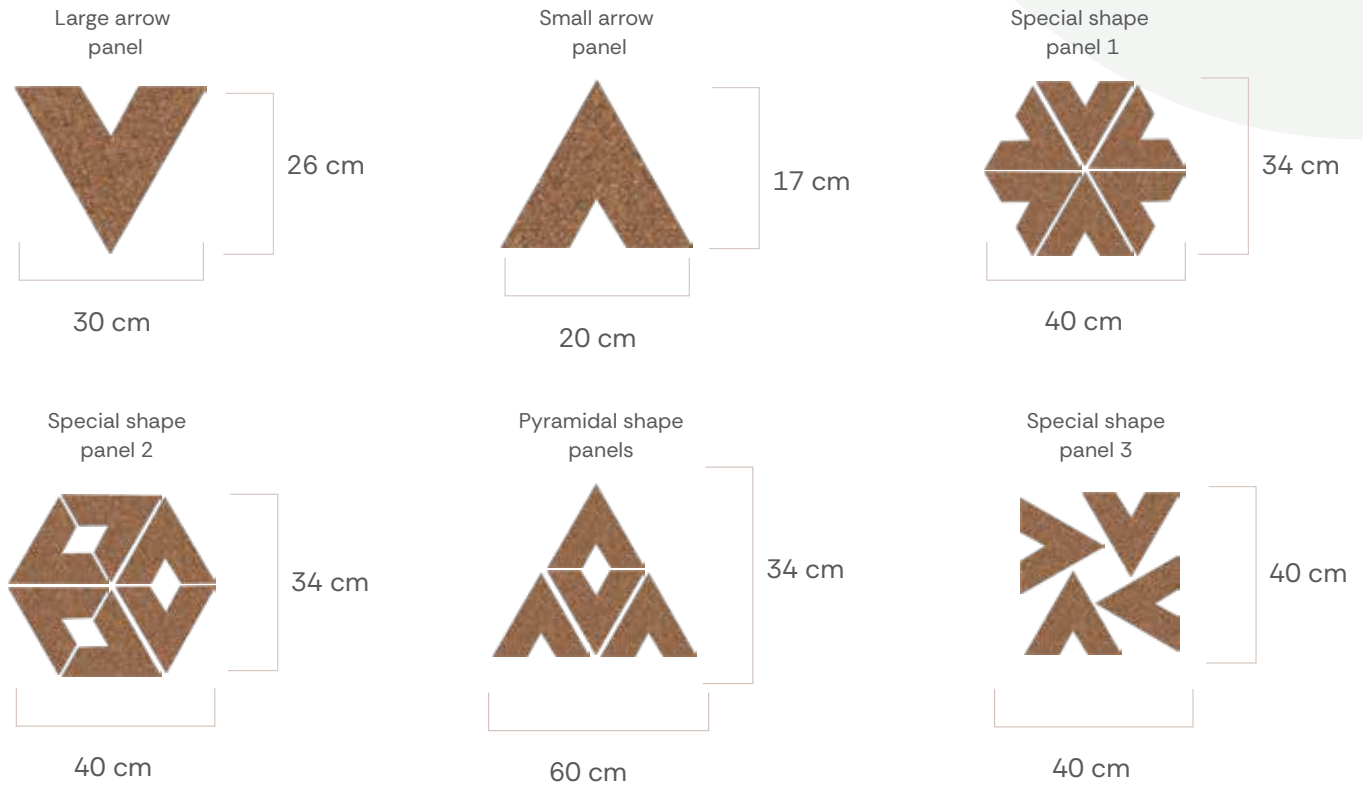 Large arrow
panel
26 cm
30 cm
Small arrow
panel
17 cm
20 cm
Special shape
panel 1
34 cm
40 cm
Special shape
panel 2
34 cm
40 cm
Pyramidal shape
panels
34 cm
60 cm
Special shape
panel 3
40 cm
40 cm